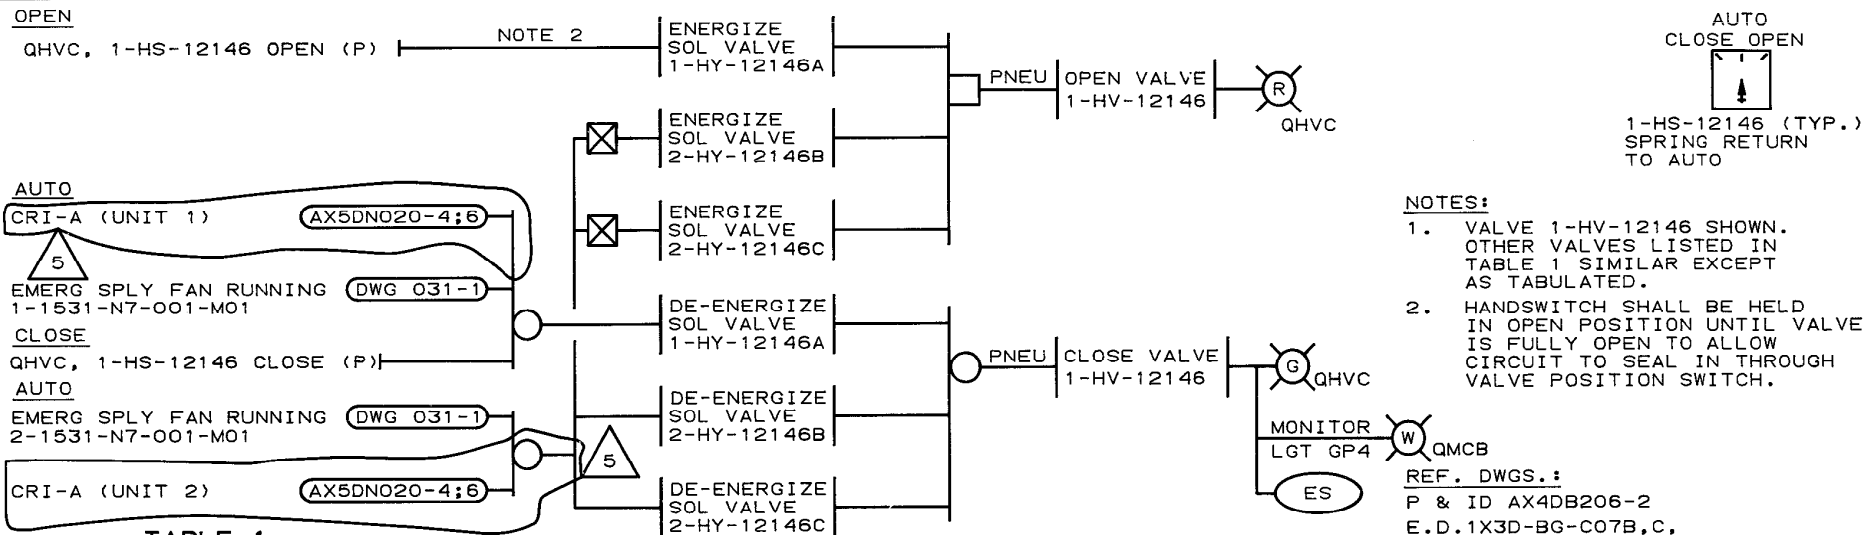 OPEN
QHVC, 1-HS-12146 OPEN (P)
NOTE 2
ENERGIZE
SOL VALVE
1-HY-12146A
PNEU
OPEN VALVE
1-HV-12146
R
QHVC
AUTO
CLOSE OPEN
1-HS-12146 (TYP.)
SPRING RETURN
TO AUTO
ENERGIZE
SOL VALVE
2-HY-12146B
AUTO
CRI-A (UNIT 1)
AX5DN020-4;6
5
ENERGIZE
SOL VALVE
2-HY-12146C
EMERG SPLY FAN RUNNING
1-1531-N7-001-M01
DWG 031-1
CLOSE
QHVC, 1-HS-12146 CLOSE (P)
DE-ENERGIZE
SOL VALVE
1-HY-12146A
PNEU
CLOSE VALVE
1-HV-12146
G
QHVC
AUTO
EMERG SPLY FAN RUNNING
2-1531-N7-001-M01
DWG 031-1
DE-ENERGIZE
SOL VALVE
2-HY-12146B
MONITOR
LGT GP4
W
QMCB
CRI-A (UNIT 2)
AX5DN020-4;6
5
DE-ENERGIZE
SOL VALVE
2-HY-12146C
ES
NOTES:
1. VALVE 1-HV-12146 SHOWN.
OTHER VALVES LISTED IN
TABLE 1 SIMILAR EXCEPT
AS TABULATED.
2. HANDSWITCH SHALL BE HELD
IN OPEN POSITION UNTIL VALVE
IS FULLY OPEN TO ALLOW
CIRCUIT TO SEAL IN THROUGH
VALVE POSITION SWITCH.
REF. DWGS.:
P & ID AX4DB206-2
E.D.1X3D-BG-C07B,C,
TABLE 1